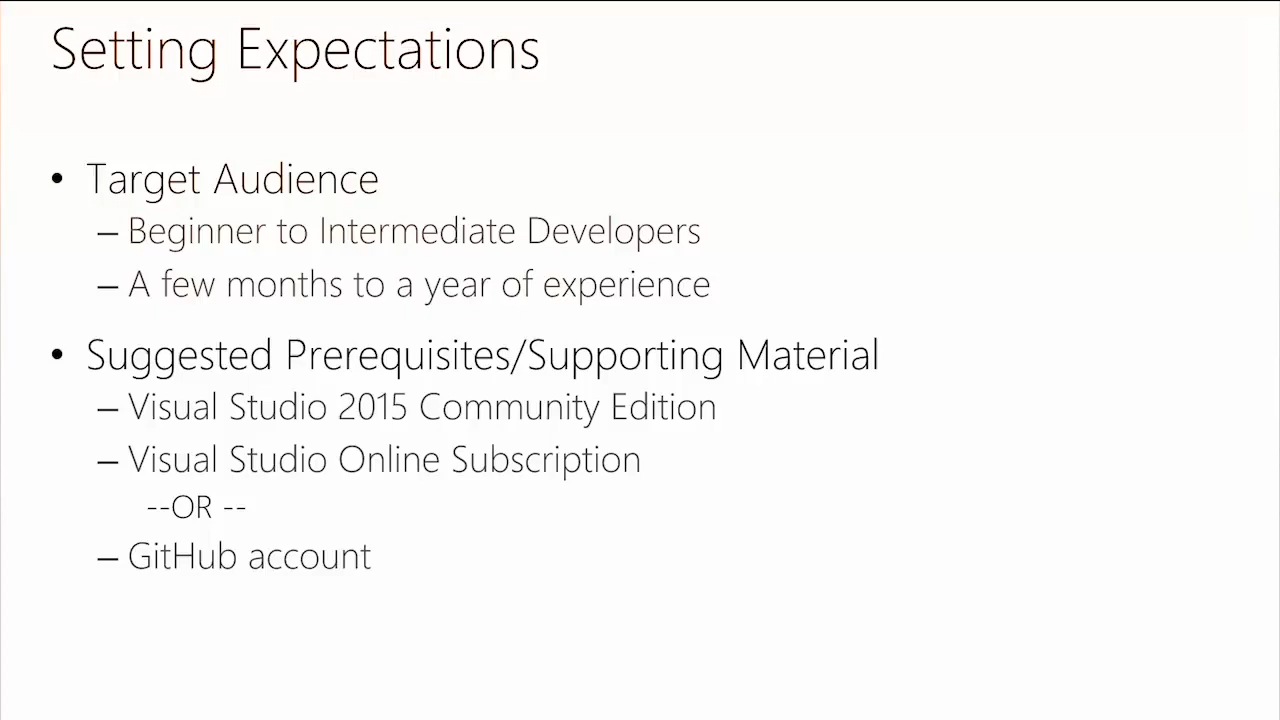 Setting Expectations
• Target Audience
– Beginner to Intermediate Developers
– A few months to a year of experience
• Suggested Prerequisites/Supporting Material
– Visual Studio 2015 Community Edition
– Visual Studio Online Subscription
--OR --
– GitHub account